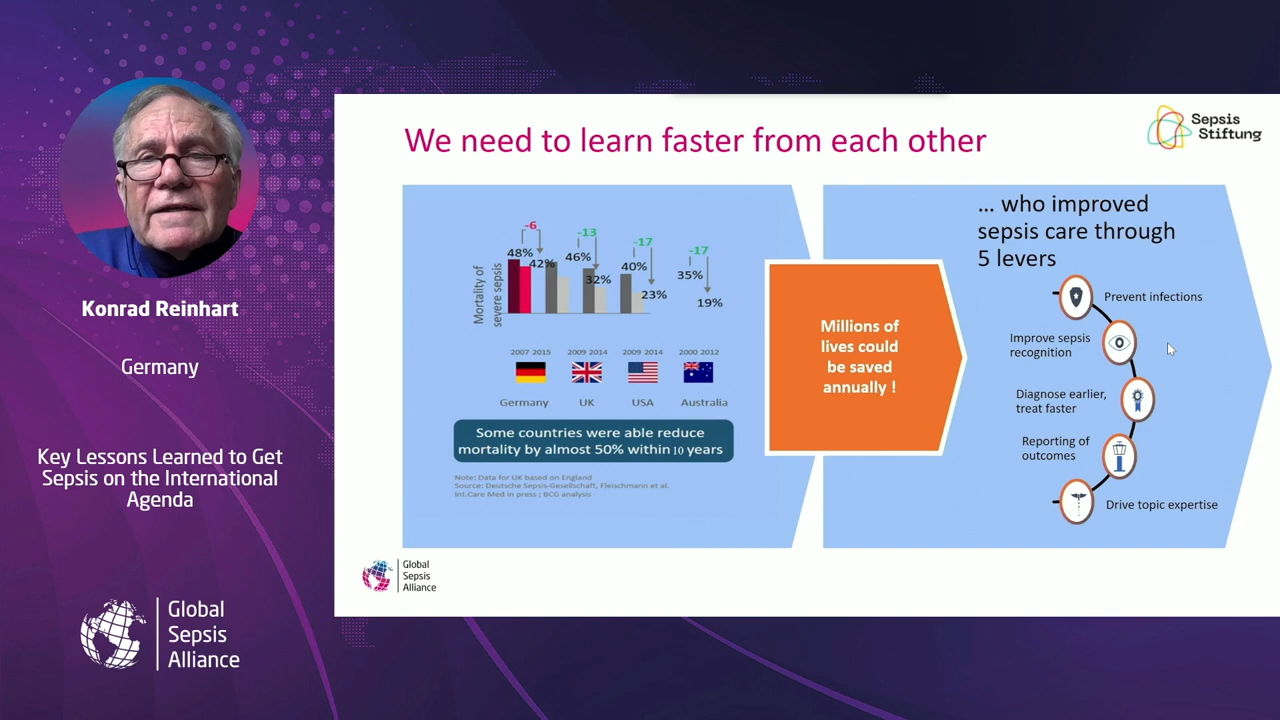 Konrad Reinhart
Germany
Key Lessons Learned to Get
Sepsis on the International
Agenda
Global
Sepsis
Alliance
We need to learn faster from each other
Sepsis
Stiftung
Mortality of
severe sepsis
-6
48%
42%
-13
46%
32%
-17
40%
23%
-17
35%
19%
2007 2015
2009 2014
2009 2014
2000 2012
Germany
UK
USA
Australia
Some countries were able reduce
mortality by almost 50% within 10 years
Note: Data for UK based on England
Source: Deutsche Sepsis-Gesellschaft, Fleischmann et al.
Int.Care Med in press ; BCG analysis
Millions of
lives could
be saved
annually !
... who improved
sepsis care through
5 levers
Prevent infections
Improve sepsis
recognition
Diagnose earlier,
treat faster
Reporting of
outcomes
Drive topic expertise
Global
Sepsis
Alliance